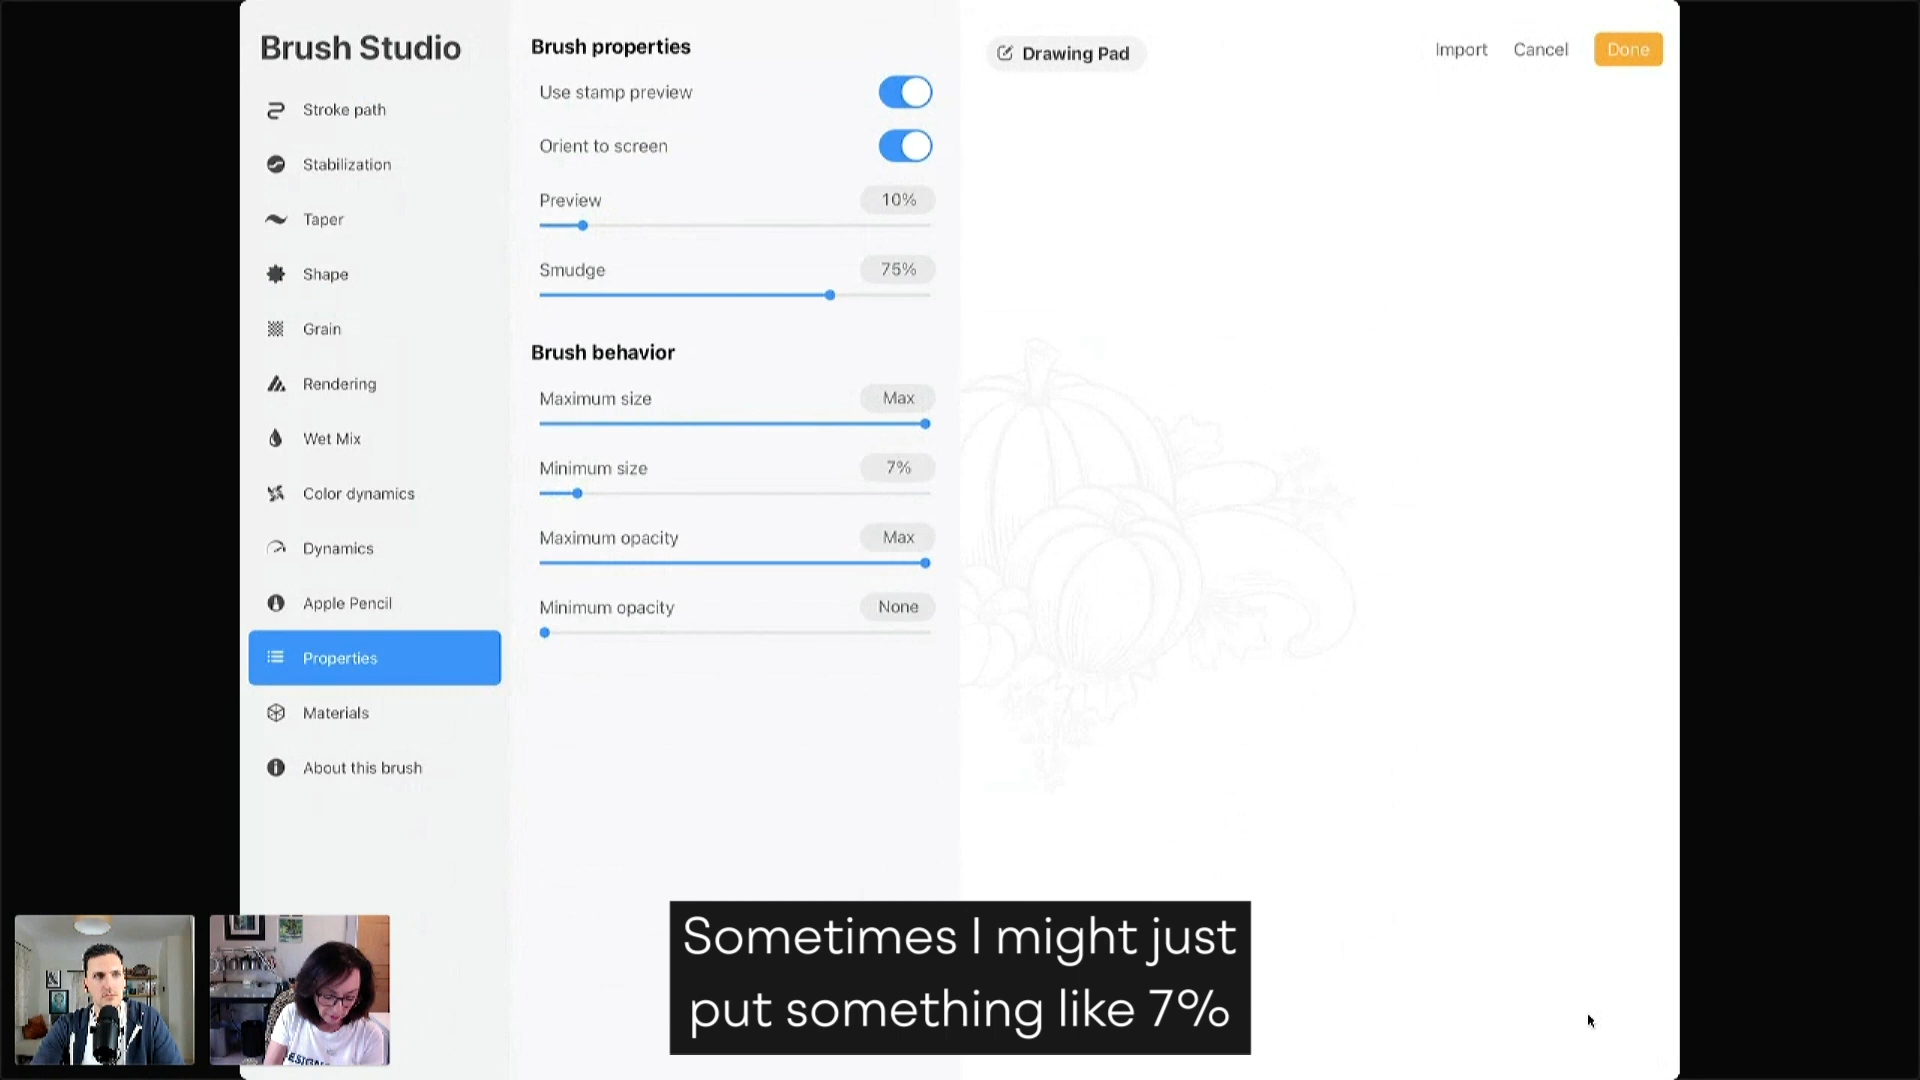 Brush Studio
Stroke path
Stabilization
Taper
Shape
Grain
Rendering
Wet Mix
Color dynamics
Dynamics
Apple Pencil
Properties
Materials
About this brush
Brush properties
Use stamp preview
Orient to screen
Preview 10%
Smudge 75%
Brush behavior
Maximum size Max
Minimum size 7%
Maximum opacity Max
Minimum opacity None
Drawing Pad
Import Cancel Done
Sometimes I might just
put something like 7%